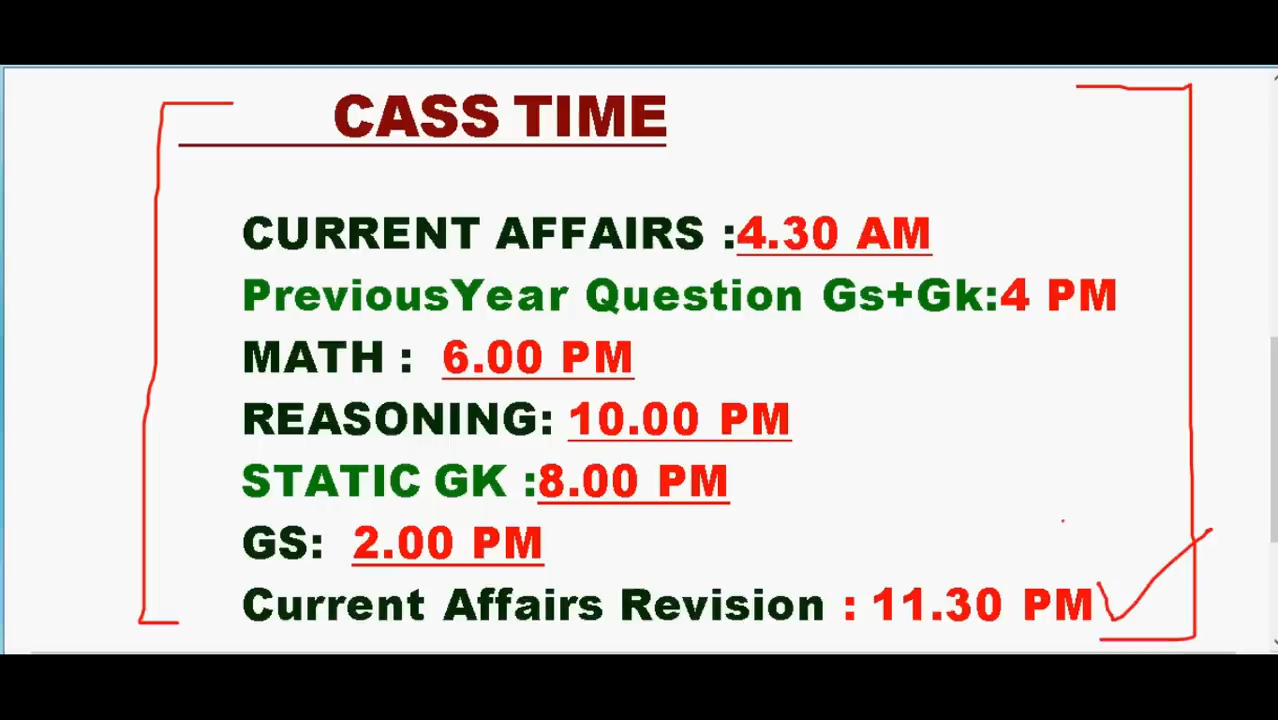 CASS TIME
CURRENT AFFAIRS :4.30 AM
PreviousYear Question Gs+Gk:4 PM
MATH : 6.00 PM
REASONING: 10.00 PM
STATIC GK :8.00 PM
GS: 2.00 PM
Current Affairs Revision : 11.30 PM